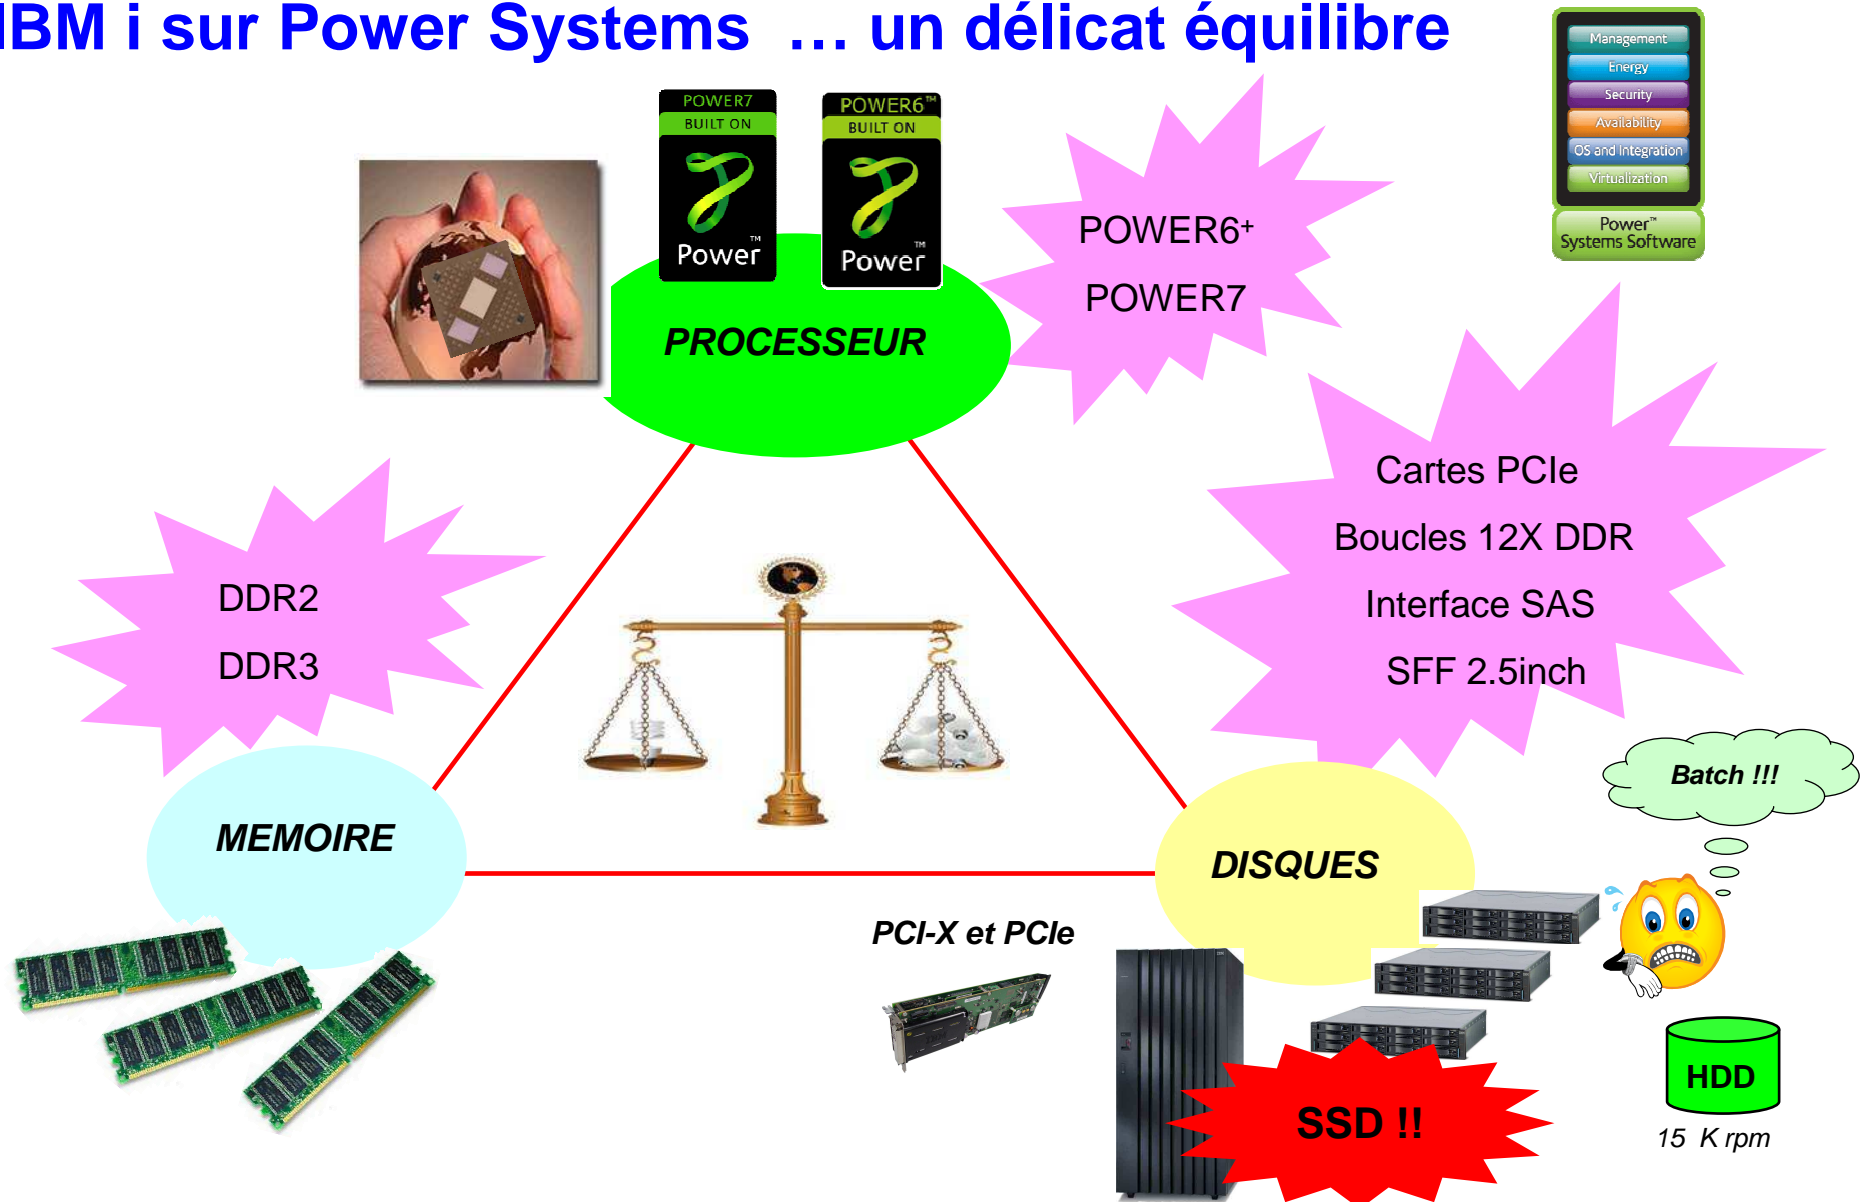 IBM i sur Power Systems … un délicat équilibre
Management
Energy
Security
Availability
OS and Integration
Virtualization
Power™
Systems Software
POWER7
BUILT ON
Power™
POWER6™
BUILT ON
Power™
POWER6+
POWER7
PROCESSEUR
Cartes PCIe
Boucles 12X DDR
Interface SAS
SFF 2.5inch
DDR2
DDR3
Batch !!!
MEMOIRE
DISQUES
PCI-X et PCIe
HDD
SSD !!
15 K rpm